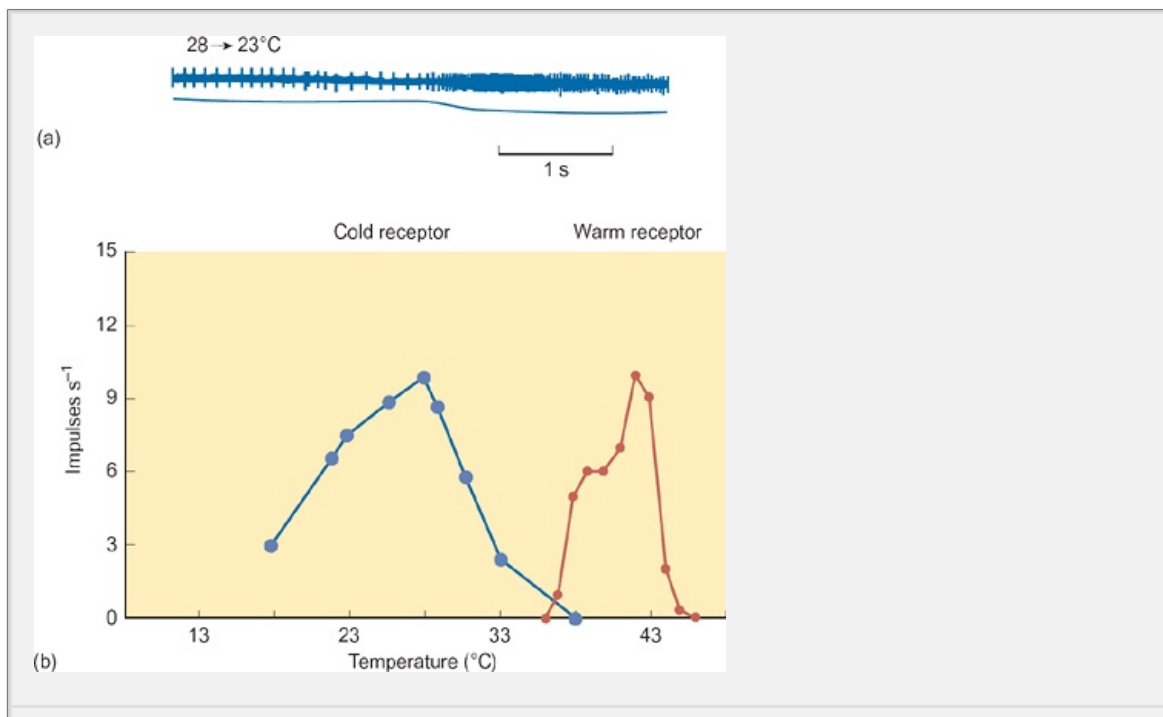 28 → 23°C
(a)
1 s
Cold receptor Warm receptor
15
12
9
6
3
0
Impulses s⁻¹
13 23 33 43
Temperature (°C)
(b)